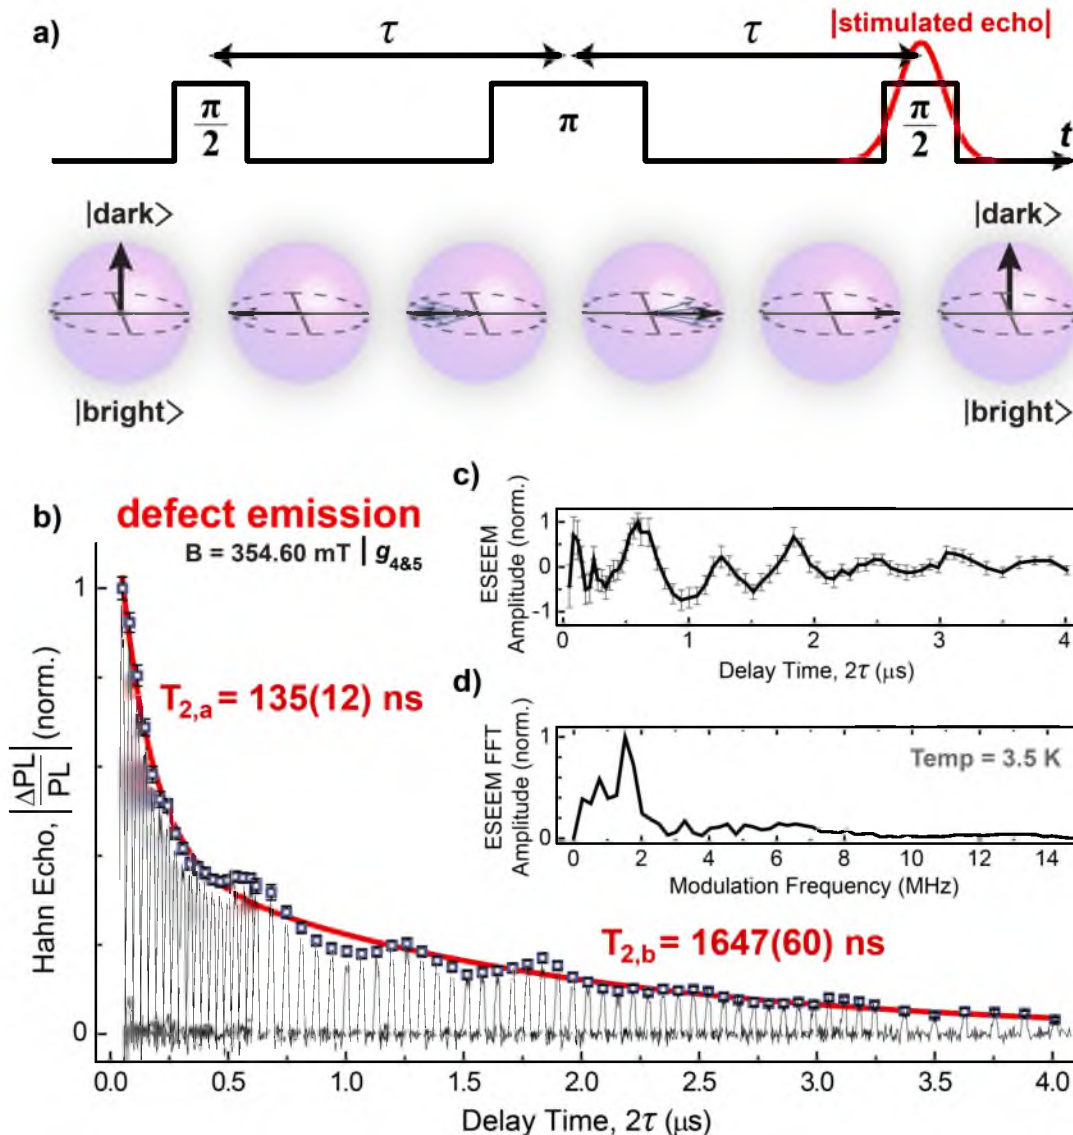 a)
τ
τ
|stimulated echo|
π/2
π
π/2
t
|dark>
|dark>
|bright>
|bright>
b)
defect emission
B = 354.60 mT | g4&5
T2,a = 135(12) ns
T2,b = 1647(60) ns
Hahn Echo, |ΔPL/PL| (norm.)
1
0
0.0 0.5 1.0 1.5 2.0 2.5 3.0 3.5 4.0
Delay Time, 2τ (μs)
c)
ESEEM
Amplitude (norm.)
1
0
-1
0 1 2 3 4
Delay Time, 2τ (μs)
d)
ESEEM FFT
Amplitude (norm.)
1
0
Temp = 3.5 K
0 2 4 6 8 10 12 14
Modulation Frequency (MHz)